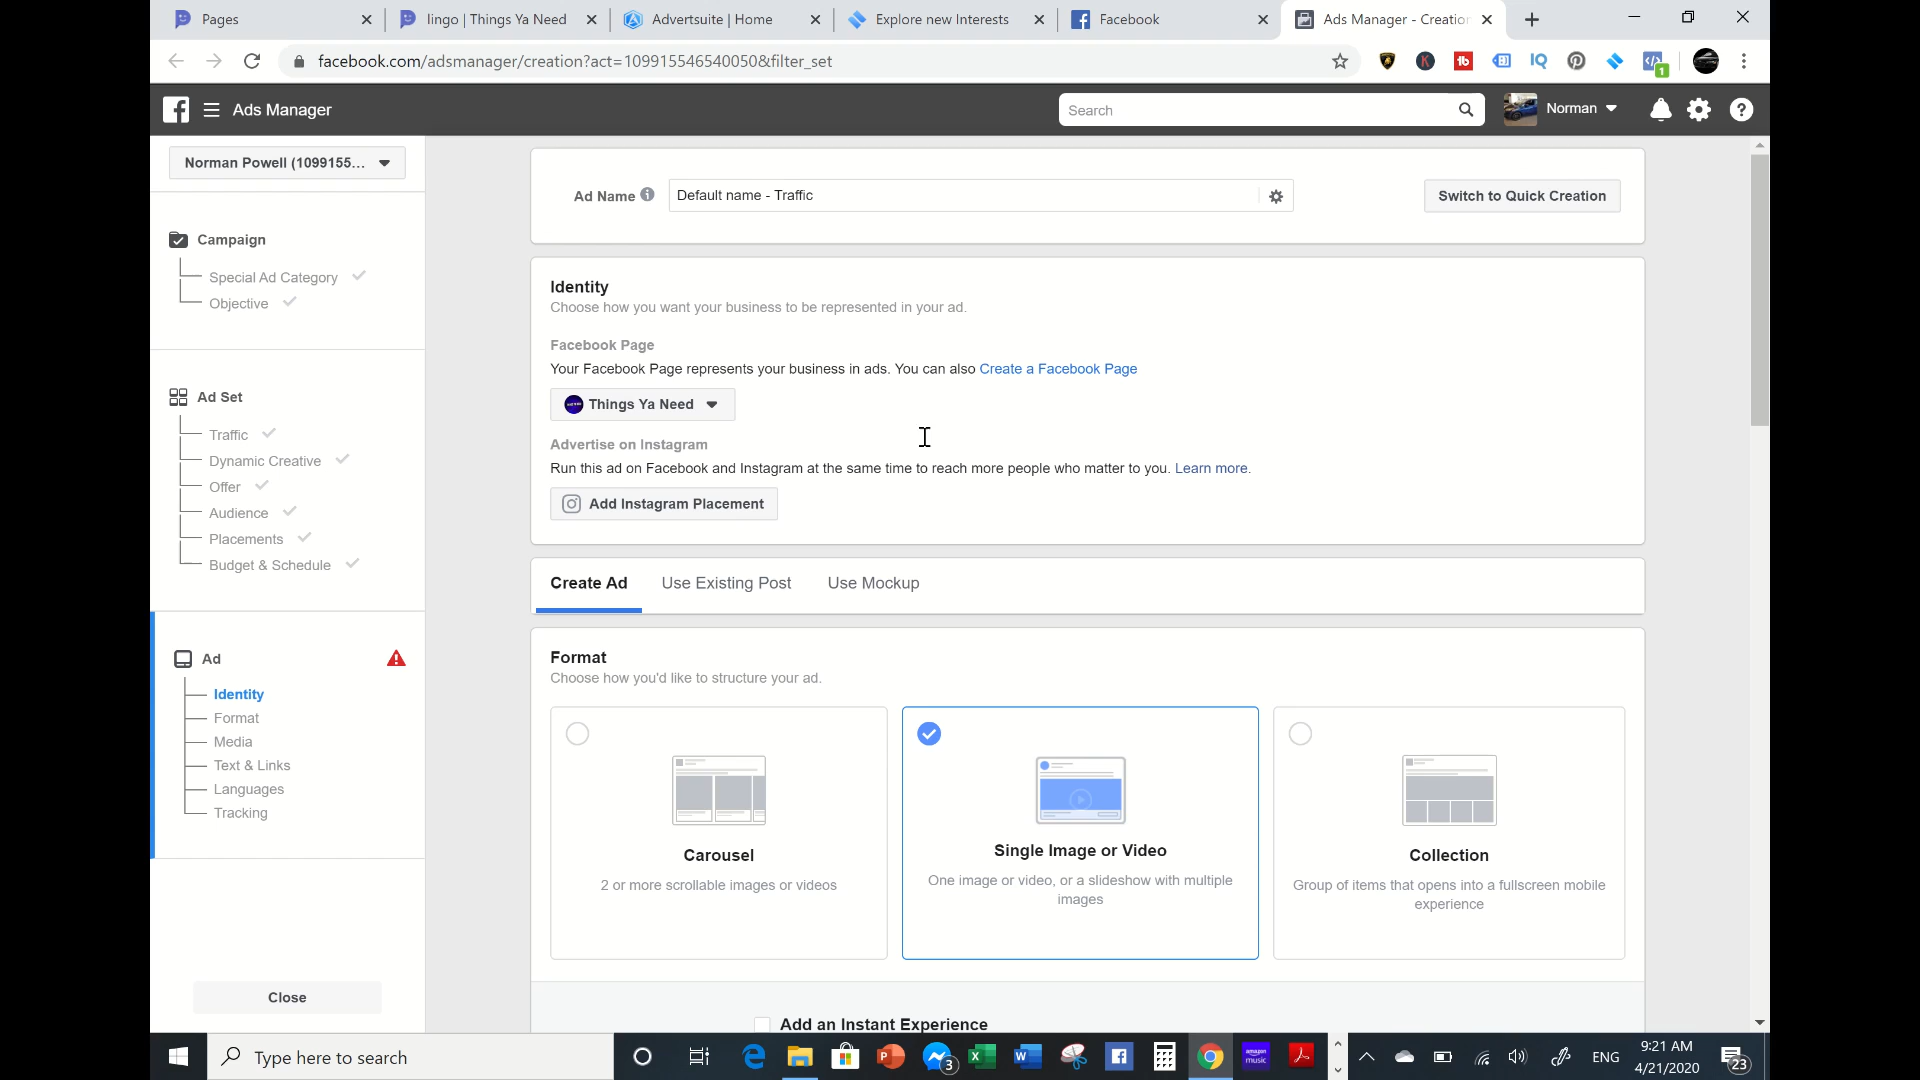 Pages
lingo | Things Ya Need
Advertsuite | Home
Explore new Interests
Facebook
Ads Manager - Creation
facebook.com/adsmanager/creation?act=109915546540050&filter_set
1
Ads Manager
Search
Norman
Norman Powell (1099155...
Campaign
Special Ad Category
Objective
Ad Set
Traffic
Dynamic Creative
Offer
Audience
Placements
Budget & Schedule
Ad
Identity
Format
Media
Text & Links
Languages
Tracking
Close
Ad Name
Default name - Traffic
Switch to Quick Creation
Identity
Choose how you want your business to be represented in your ad.
Facebook Page
Your Facebook Page represents your business in ads. You can also Create a Facebook Page
Things Ya Need
Advertise on Instagram
Run this ad on Facebook and Instagram at the same time to reach more people who matter to you. Learn more.
Add Instagram Placement
Create Ad
Use Existing Post
Use Mockup
Format
Choose how you'd like to structure your ad.
Carousel
2 or more scrollable images or videos
Single Image or Video
One image or video, or a slideshow with multiple
images
Collection
Group of items that opens into a fullscreen mobile
experience
Add an Instant Experience
Type here to search
3
amazon
music
ENG
9:21 AM
4/21/2020
23